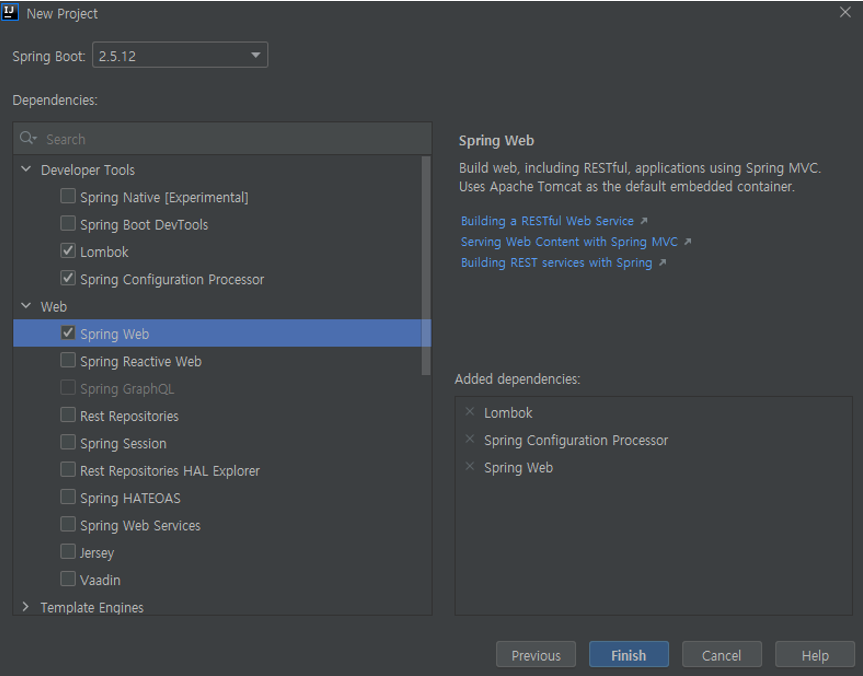 IJ
New Project
Spring Boot: 2.5.12
Dependencies:
Search
Developer Tools
Spring Native [Experimental]
Spring Boot DevTools
Lombok
Spring Configuration Processor
Web
Spring Web
Spring Reactive Web
Spring GraphQL
Rest Repositories
Spring Session
Rest Repositories HAL Explorer
Spring HATEOAS
Spring Web Services
Jersey
Vaadin
Template Engines
Spring Web
Build web, including RESTful, applications using Spring MVC.
Uses Apache Tomcat as the default embedded container.
Building a RESTful Web Service
Serving Web Content with Spring MVC
Building REST services with Spring
Added dependencies:
Lombok
Spring Configuration Processor
Spring Web
Previous
Finish
Cancel
Help